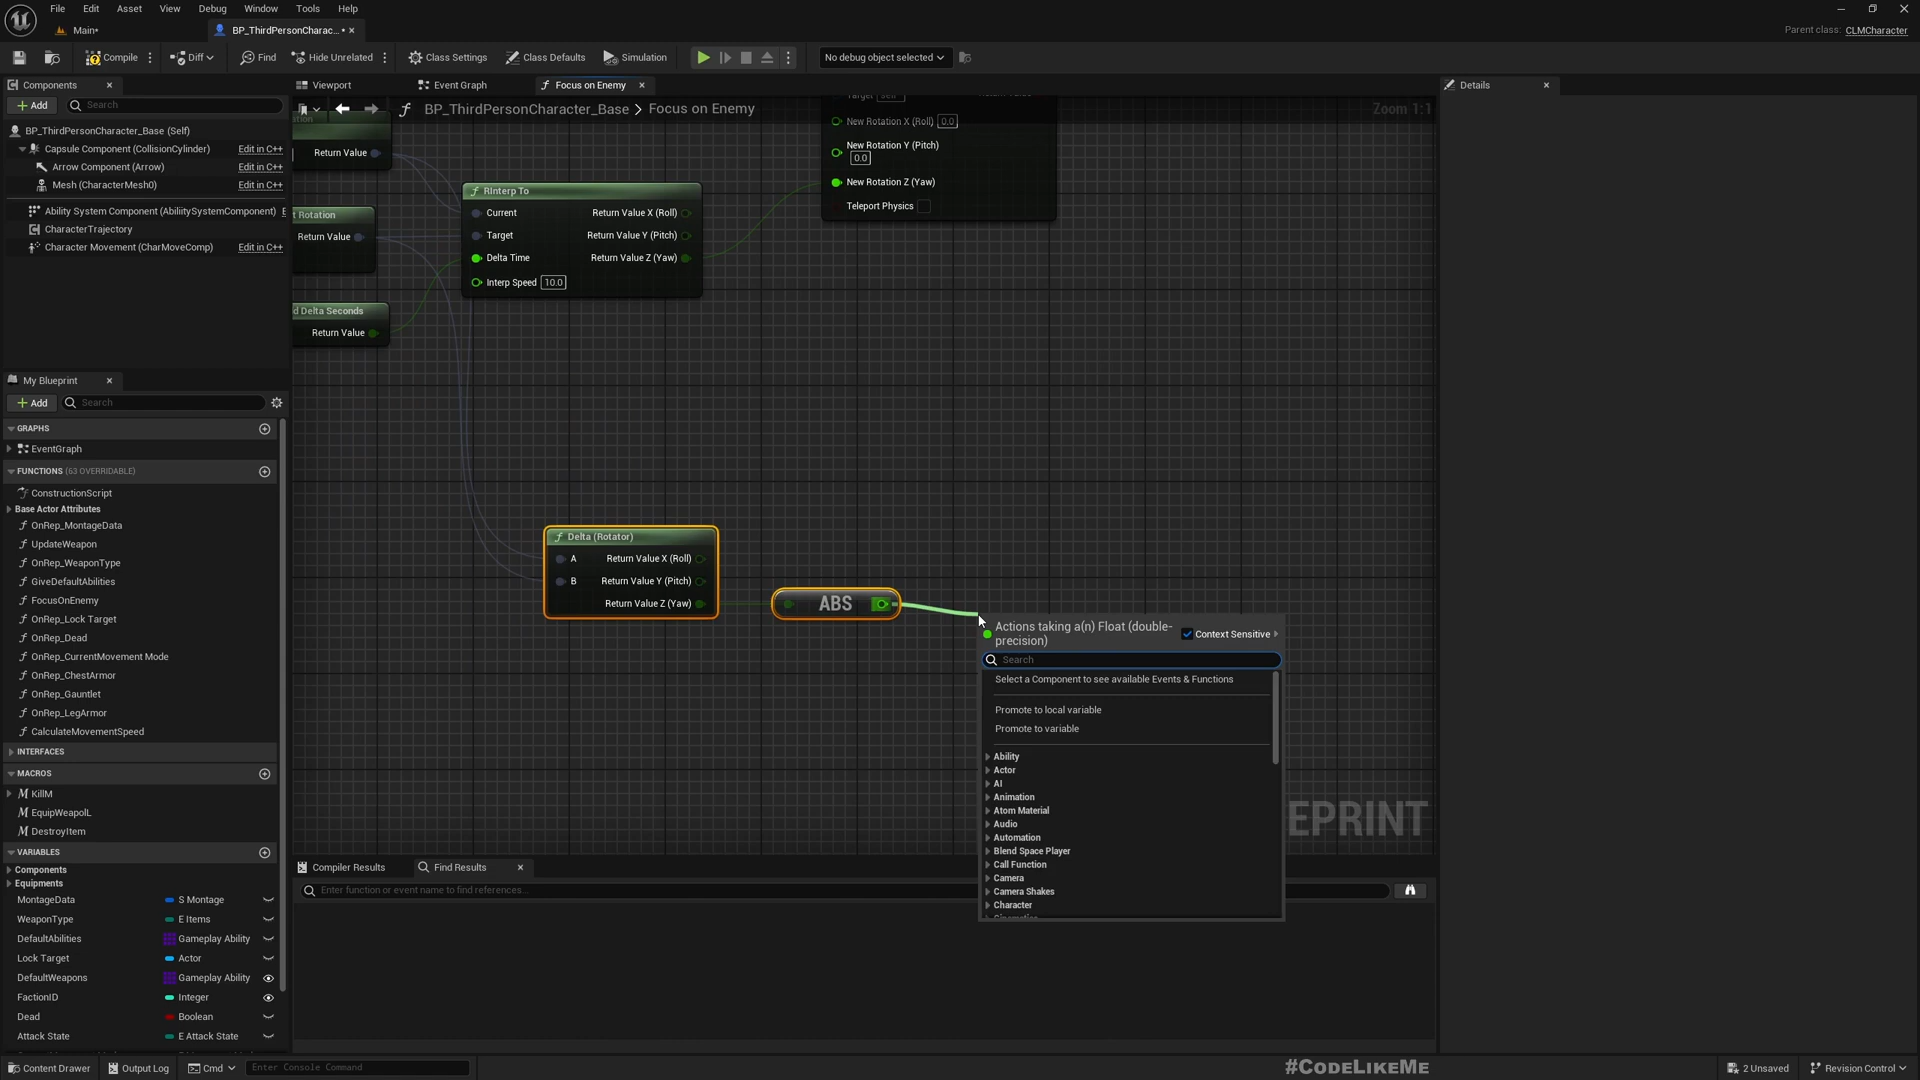 File Edit Asset View Debug Window Tools Help
Main•
BP_ThirdPersonCharac... •
Parent class: CLMCharacter
Compile Diff Find Hide Unrelated Class Settings Class Defaults Simulation No debug object selected
Components
Add Search
BP_ThirdPersonCharacter_Base (Self)
Capsule Component (CollisionCylinder) Edit in C++
Arrow Component (Arrow) Edit in C++
Mesh (CharacterMesh0) Edit in C++
Ability System Component (AbilitySystemComponent) E
CharacterTrajectory
Character Movement (CharMoveComp) Edit in C++
My Blueprint
Add Search
GRAPHS
EventGraph
FUNCTIONS (63 OVERRIDABLE)
ConstructionScript
Base Actor Attributes
OnRep_MontageData
UpdateWeapon
OnRep_WeaponType
GiveDefaultAbilities
FocusOnEnemy
OnRep_Lock Target
OnRep_Dead
OnRep_CurrentMovement Mode
OnRep_ChestArmor
OnRep_Gauntlet
OnRep_LegArmor
CalculateMovementSpeed
INTERFACES
MACROS
KillM
EquipWeapolL
DestroyItem
VARIABLES
Components
Equipments
MontageData S Montage
WeaponType E Items
DefaultAbilities Gameplay Ability
Lock Target Actor
DefaultWeapons Gameplay Ability
FactionID Integer
Dead Boolean
Attack State E Attack State
Viewport Event Graph Focus on Enemy
BP_ThirdPersonCharacter_Base > Focus on Enemy
Zoom 1:1
Return Value
t Rotation
Return Value
d Delta Seconds
Return Value
RInterp To
Current Return Value X (Roll)
Target Return Value Y (Pitch)
Delta Time Return Value Z (Yaw)
Interp Speed 10.0
Target self
New Rotation X (Roll) 0.0
New Rotation Y (Pitch)
0.0
New Rotation Z (Yaw)
Teleport Physics
Delta (Rotator)
A Return Value X (Roll)
B Return Value Y (Pitch)
Return Value Z (Yaw)
ABS
Actions taking a(n) Float (double-
precision)
Context Sensitive
Search
Select a Component to see available Events & Functions
Promote to local variable
Promote to variable
Ability
Actor
AI
Animation
Atom Material
Audio
Automation
Blend Space Player
Call Function
Camera
Camera Shakes
Character
EPRINT
Compiler Results Find Results
Enter function or event name to find references...
Details
Content Drawer Output Log Cmd Enter Console Command
#CodeLikeMe
2 Unsaved Revision Control